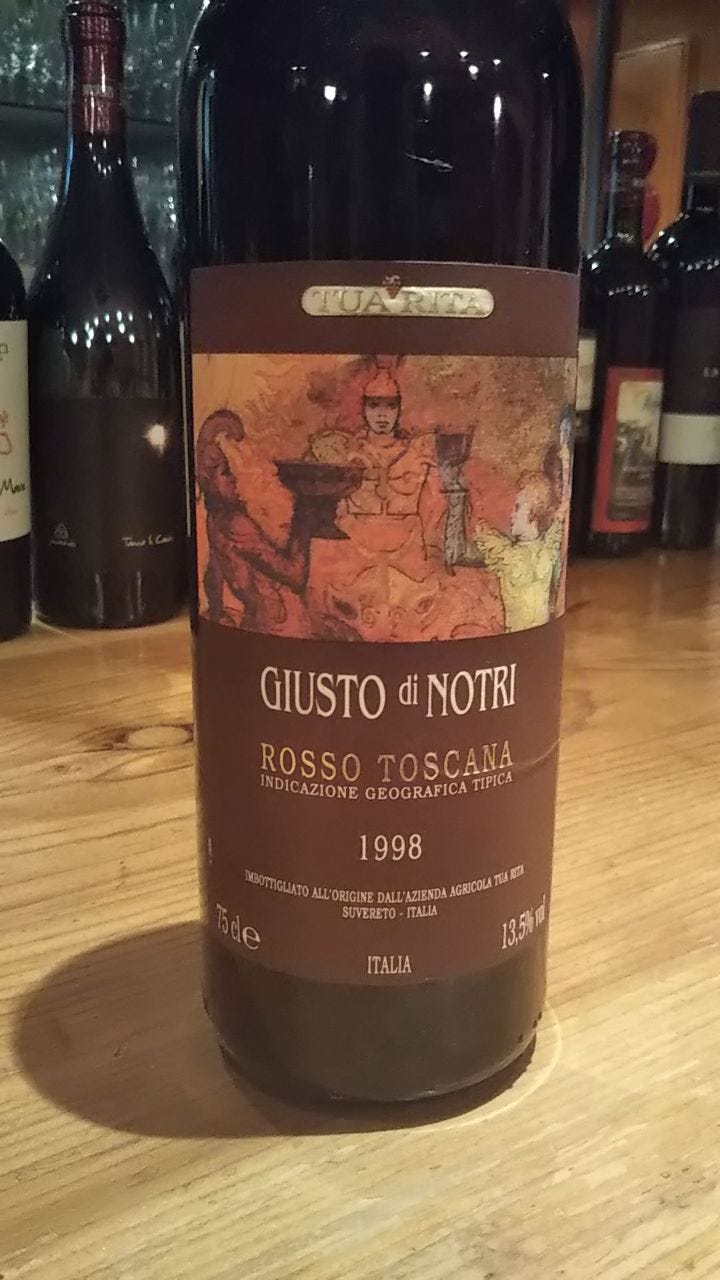 TUA RITA
GIUSTO di NOTRI
ROSSO TOSCANA
INDICAZIONE GEOGRAFICA TIPICA
1998
IMBOTTIGLIATO ALL'ORIGINE DALL'AZIENDA AGRICOLA TUA RITA
SUVERETO - ITALIA
75 cl e
13,5% vol
ITALIA